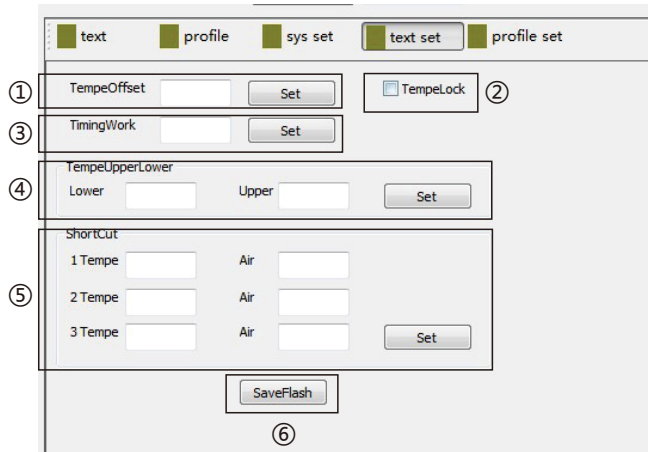 text profile sys set text set profile set
① TempeOffset Set TempeLock ②
③ TimingWork Set
TempeUpperLower
④ Lower Upper Set
ShortCut
1 Tempe Air
⑤ 2 Tempe Air
3 Tempe Air Set
SaveFlash
⑥